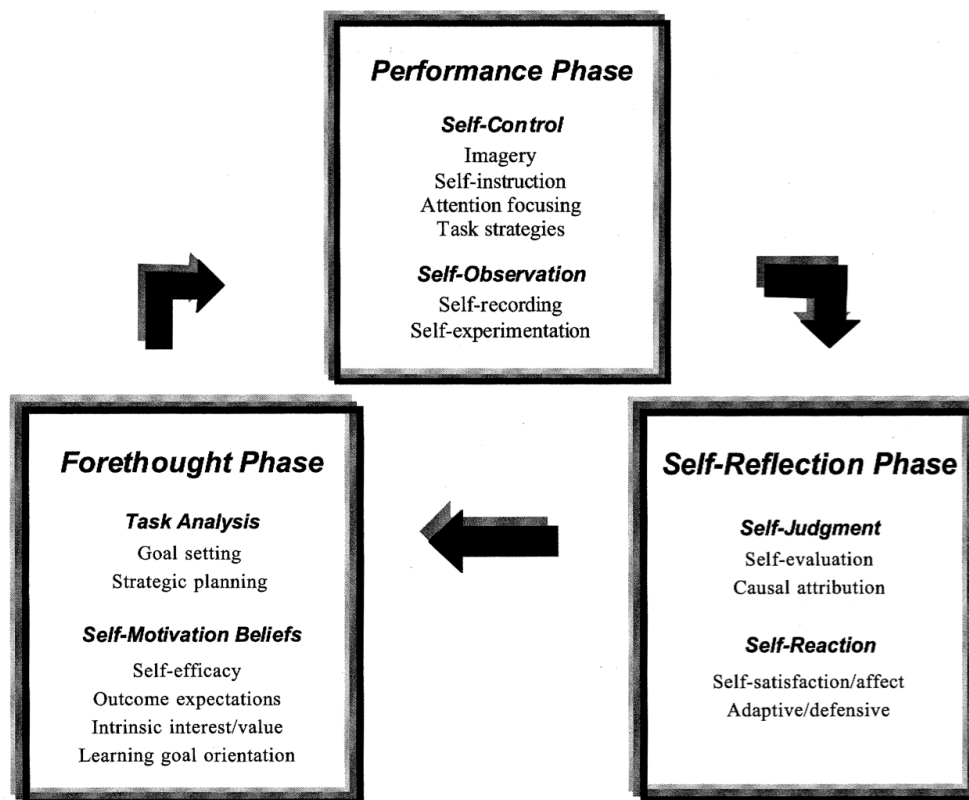 Performance Phase
Self-Control
Imagery
Self-instruction
Attention focusing
Task strategies
Self-Observation
Self-recording
Self-experimentation
Forethought Phase
Task Analysis
Goal setting
Strategic planning
Self-Motivation Beliefs
Self-efficacy
Outcome expectations
Intrinsic interest/value
Learning goal orientation
Self-Reflection Phase
Self-Judgment
Self-evaluation
Causal attribution
Self-Reaction
Self-satisfaction/affect
Adaptive/defensive